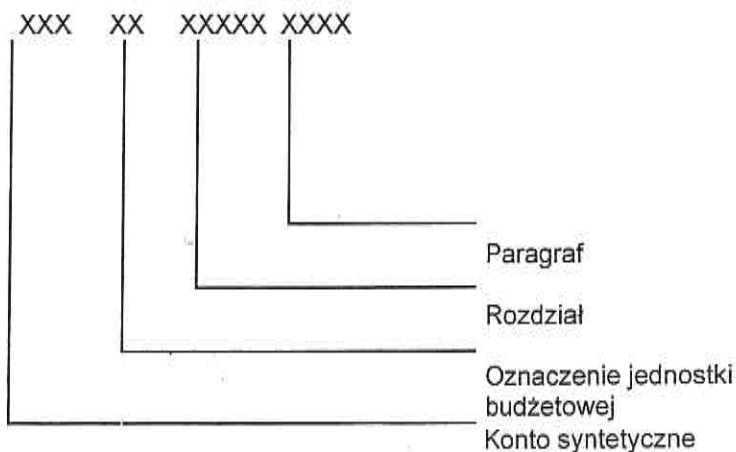 XXX XX XXXXX XXXX
Paragraf
Rozdział
Oznaczenie jednostki
budżetowej
Konto syntetyczne